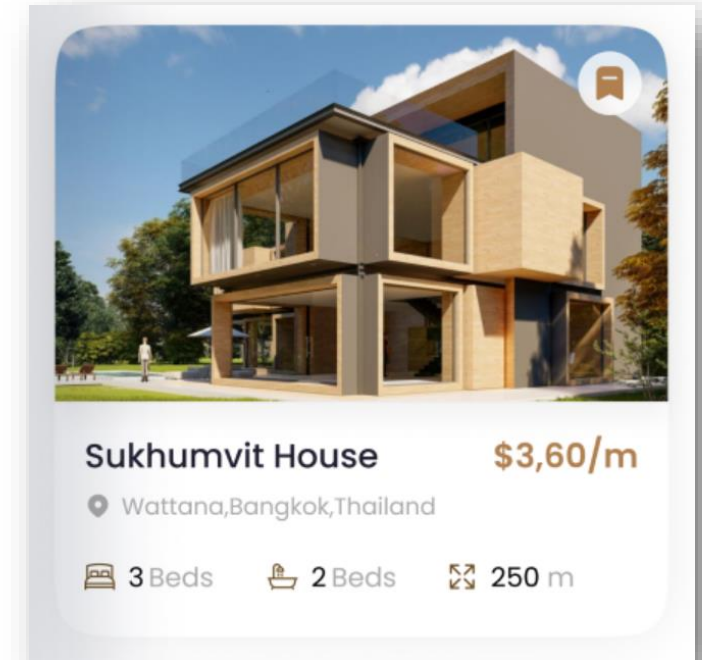 Sukhumvit House $3,60/m
Wattana,Bangkok,Thailand
3 Beds 2 Beds 250 m